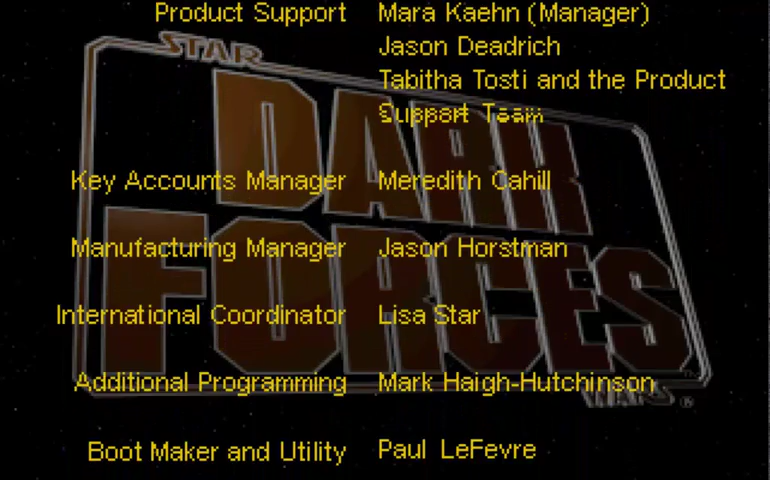 Product Support Mara Kaehn (Manager)
Jason Deadrich
Tabitha Tosti and the Product
Support Team
Key Accounts Manager Meredith Cahill
Manufacturing Manager Jason Horstman
International Coordinator Lisa Star
Additional Programming Mark Haigh-Hutchinson
Boot Maker and Utility Paul LeFevre
STAR
DARK
FORCES
WARS®